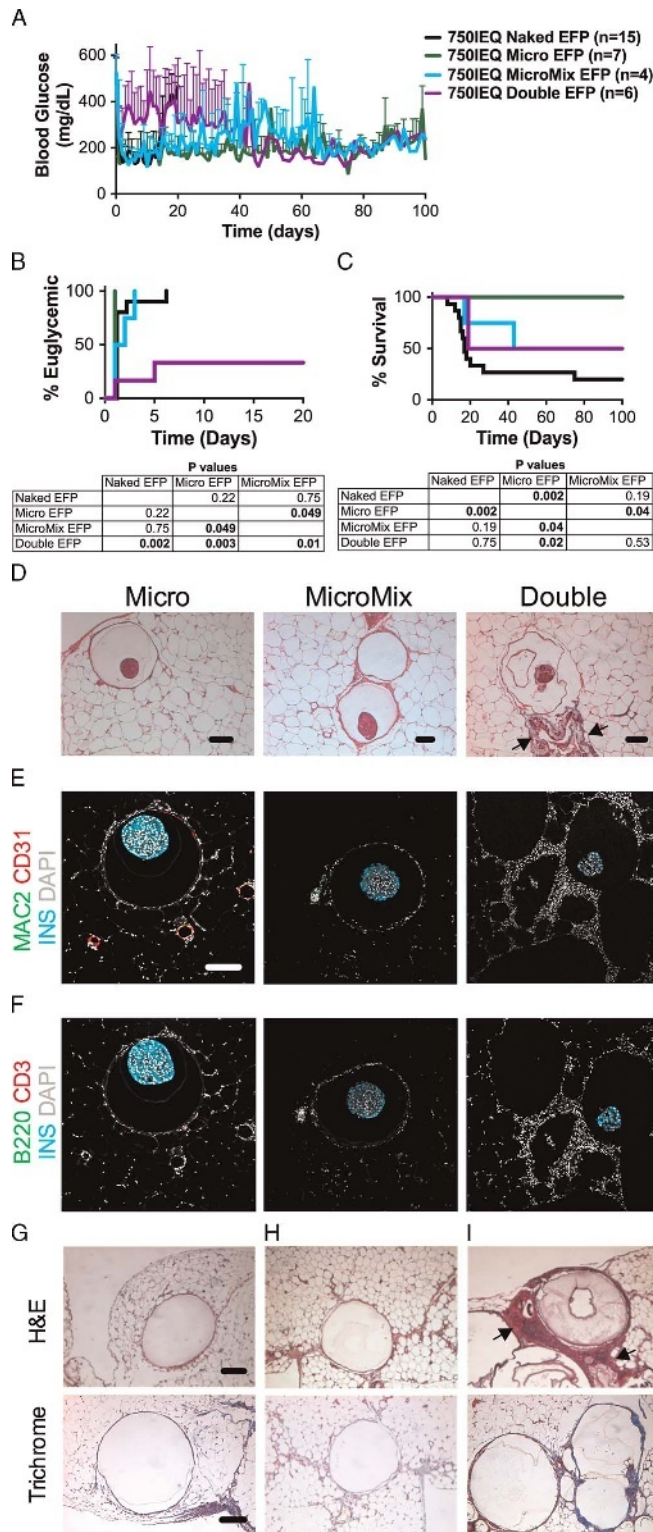 A
750IEQ Naked EFP (n=15)
750IEQ Micro EFP (n=7)
750IEQ MicroMix EFP (n=4)
750IEQ Double EFP (n=6)
Blood Glucose
(mg/dL)
600
400
200
0
0 20 40 60 80 100
Time (days)
B
% Euglycemic
100
50
0
0 5 10 15 20
Time (Days)
P values
Naked EFP Micro EFP MicroMix EFP
Naked EFP 0.22 0.75
Micro EFP 0.22 0.049
MicroMix EFP 0.75 0.049
Double EFP 0.002 0.003 0.01
C
% Survival
100
50
0
0 20 40 60 80 100
Time (Days)
P values
Naked EFP Micro EFP MicroMix EFP
Naked EFP 0.002 0.19
Micro EFP 0.002 0.04
MicroMix EFP 0.19 0.04
Double EFP 0.75 0.02 0.53
D
Micro MicroMix Double
E
MAC2 CD31
INS DAPI
F
B220 CD3
INS DAPI
G H I
H&E
Trichrome